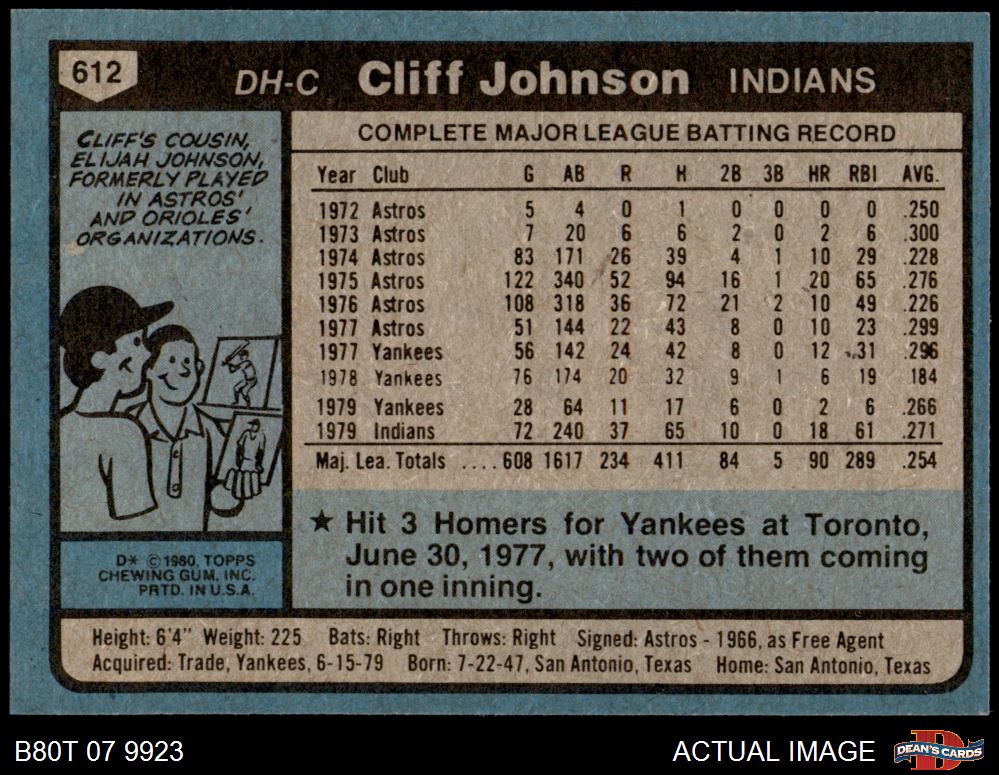 612
DH-C Cliff Johnson INDIANS
CLIFF'S COUSIN,
ELIJAH JOHNSON,
FORMERLY PLAYED
IN ASTROS'
AND ORIOLES'
ORGANIZATIONS.
D* © 1980, TOPPS
CHEWING GUM, INC.
PRTD. IN U.S.A.
COMPLETE MAJOR LEAGUE BATTING RECORD
Year Club G AB R H 2B 3B HR RBI AVG.
1972 Astros 5 4 0 1 0 0 0 0 .250
1973 Astros 7 20 6 6 2 0 2 6 .300
1974 Astros 83 171 26 39 4 1 10 29 .228
1975 Astros 122 340 52 94 16 1 20 65 .276
1976 Astros 108 318 36 72 21 2 10 49 .226
1977 Astros 51 144 22 43 8 0 10 23 .299
1977 Yankees 56 142 24 42 8 0 12 31 .296
1978 Yankees 76 174 20 32 9 1 6 19 .184
1979 Yankees 28 64 11 17 6 0 2 6 .266
1979 Indians 72 240 37 65 10 0 18 61 .271
Maj. Lea. Totals ....608 1617 234 411 84 5 90 289 .254
★ Hit 3 Homers for Yankees at Toronto,
June 30, 1977, with two of them coming
in one inning.
Height: 6'4" Weight: 225 Bats: Right Throws: Right Signed: Astros - 1966, as Free Agent
Acquired: Trade, Yankees, 6-15-79 Born: 7-22-47, San Antonio, Texas Home: San Antonio, Texas
B80T 07 9923 ACTUAL IMAGE
D
DEAN'S CARDS